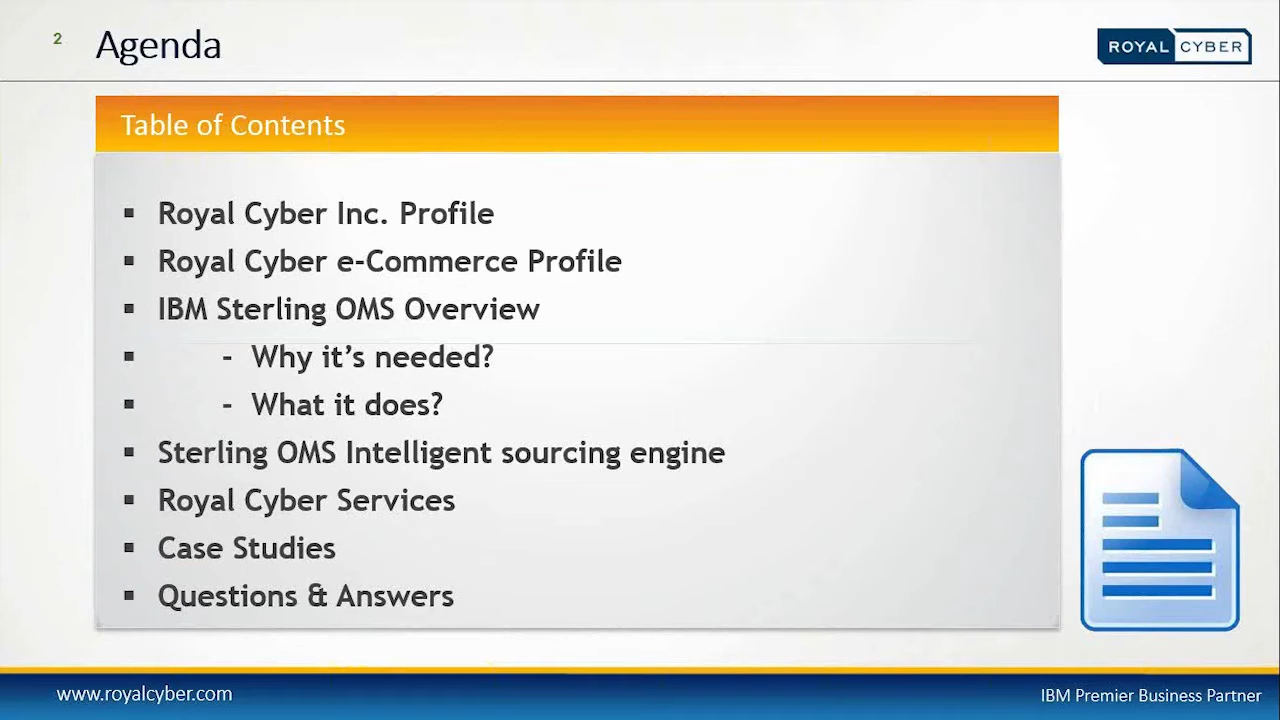 2
Agenda
ROYAL CYBER
Table of Contents
▪ Royal Cyber Inc. Profile
▪ Royal Cyber e-Commerce Profile
▪ IBM Sterling OMS Overview
▪ - Why it’s needed?
▪ - What it does?
▪ Sterling OMS Intelligent sourcing engine
▪ Royal Cyber Services
▪ Case Studies
▪ Questions & Answers
www.royalcyber.com
IBM Premier Business Partner